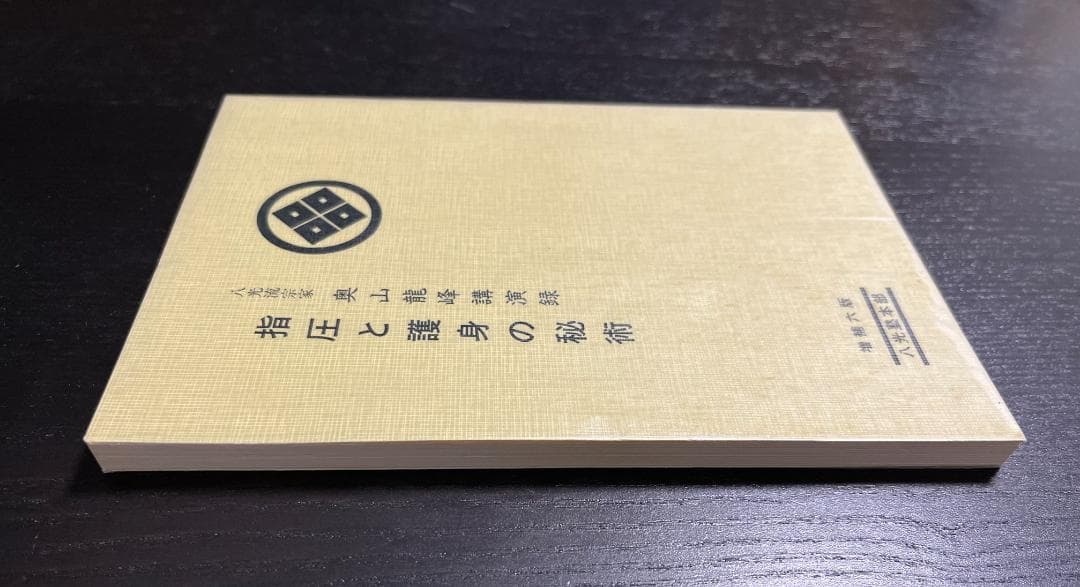 八光流宗家 奥山龍峰講演録
指圧と護身の秘術
増補六版
八光塾本部